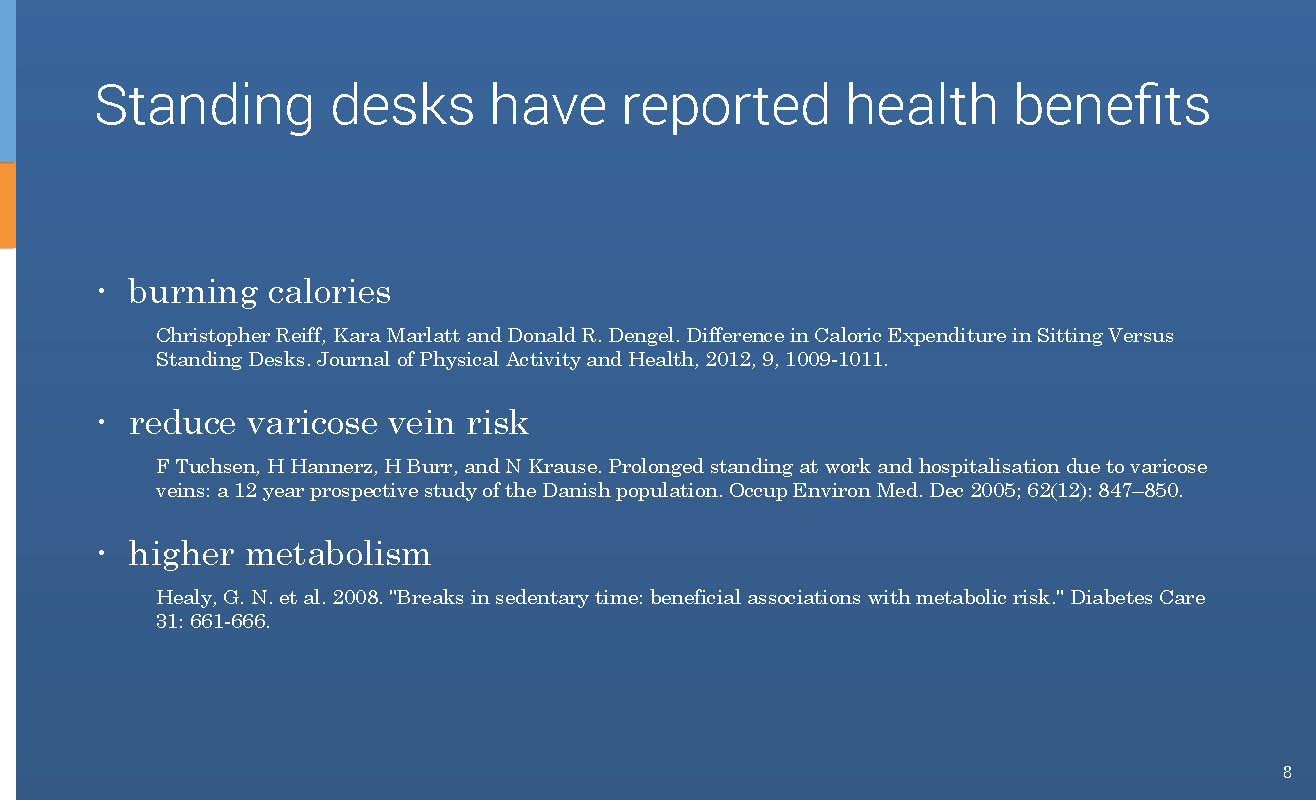 Standing desks have reported health benefits
· burning calories
Christopher Reiff, Kara Marlatt and Donald R. Dengel. Difference in Caloric Expenditure in Sitting Versus
Standing Desks. Journal of Physical Activity and Health, 2012, 9, 1009-1011.
· reduce varicose vein risk
F Tuchsen, H Hannerz, H Burr, and N Krause. Prolonged standing at work and hospitalisation due to varicose
veins: a 12 year prospective study of the Danish population. Occup Environ Med. Dec 2005; 62(12): 847–850.
· higher metabolism
Healy, G. N. et al. 2008. "Breaks in sedentary time: beneficial associations with metabolic risk." Diabetes Care
31: 661-666.
8